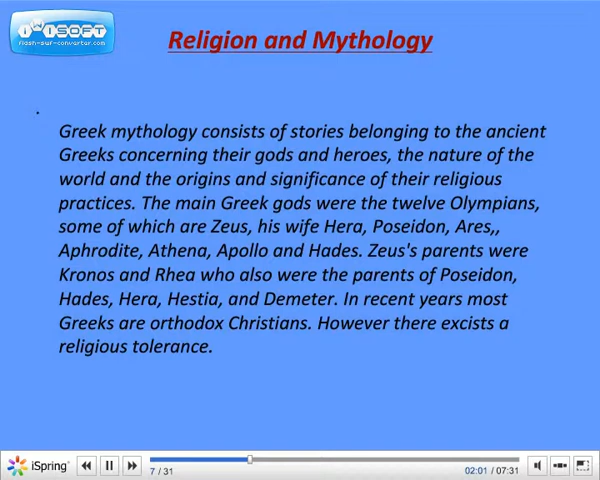 iWiSOFT
flash-swf-converter.com
Religion and Mythology
Greek mythology consists of stories belonging to the ancient
Greeks concerning their gods and heroes, the nature of the
world and the origins and significance of their religious
practices. The main Greek gods were the twelve Olympians,
some of which are Zeus, his wife Hera, Poseidon, Ares,,
Aphrodite, Athena, Apollo and Hades. Zeus's parents were
Kronos and Rhea who also were the parents of Poseidon,
Hades, Hera, Hestia, and Demeter. In recent years most
Greeks are orthodox Christians. However there excists a
religious tolerance.
iSpring
7 / 31
02:01 / 07:31